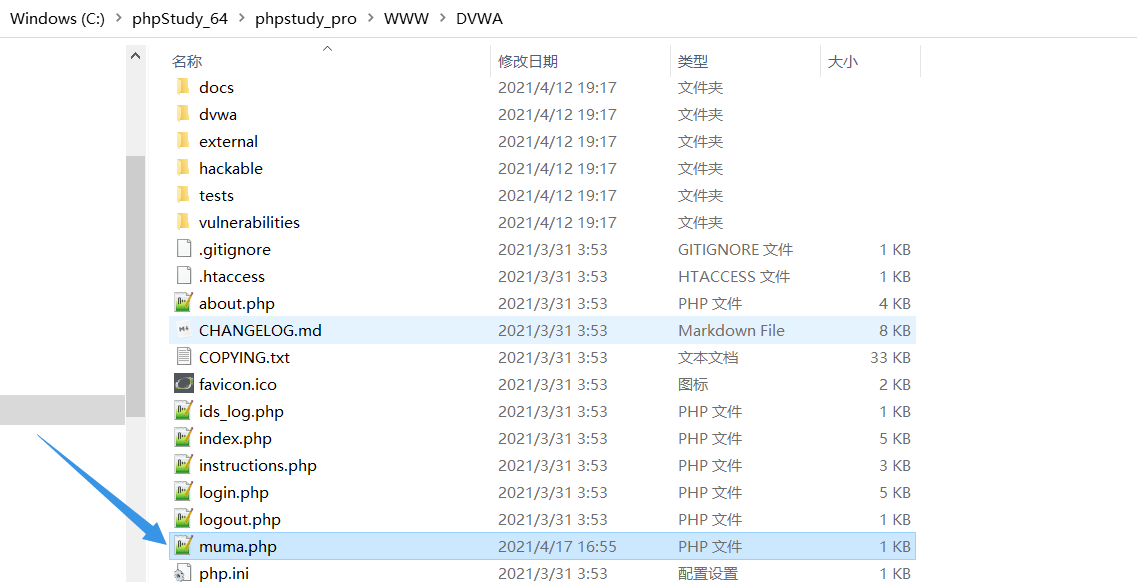 Windows (C:) > phpStudy_64 > phpstudy_pro > WWW > DVWA
名称 修改日期 类型 大小
docs 2021/4/12 19:17 文件夹
dvwa 2021/4/12 19:17 文件夹
external 2021/4/12 19:17 文件夹
hackable 2021/4/12 19:17 文件夹
tests 2021/4/12 19:17 文件夹
vulnerabilities 2021/4/12 19:17 文件夹
.gitignore 2021/3/31 3:53 GITIGNORE 文件 1 KB
.htaccess 2021/3/31 3:53 HTACCESS 文件 1 KB
about.php 2021/3/31 3:53 PHP 文件 4 KB
CHANGELOG.md 2021/3/31 3:53 Markdown File 8 KB
COPYING.txt 2021/3/31 3:53 文本文档 33 KB
favicon.ico 2021/3/31 3:53 图标 2 KB
ids_log.php 2021/3/31 3:53 PHP 文件 1 KB
index.php 2021/3/31 3:53 PHP 文件 5 KB
instructions.php 2021/3/31 3:53 PHP 文件 3 KB
login.php 2021/3/31 3:53 PHP 文件 5 KB
logout.php 2021/3/31 3:53 PHP 文件 1 KB
muma.php 2021/4/17 16:55 PHP 文件 1 KB
php.ini 2021/3/31 3:53 配置设置 1 KB